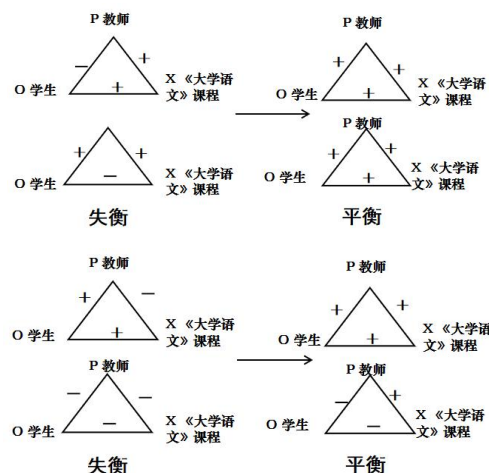 P 教师
P 教师
－ ＋
＋ ＋
O 学生
＋
X 《大学语
文》课程
O 学生
＋
X 《大学语
文》课程
P 教师
＋ ＋
＋ ＋
O 学生
－
X 《大学语
文》课程
O 学生
＋
X 《大学语
文》课程
失衡
平衡
P 教师
P 教师
＋ －
＋ ＋
O 学生
＋
X 《大学语
文》课程
O 学生
＋
X 《大学语
文》课程
P 教师
P 教师
－ －
－ ＋
O 学生
－
X 《大学语
文》课程
O 学生
－
X 《大学语
文》课程
失衡
平衡